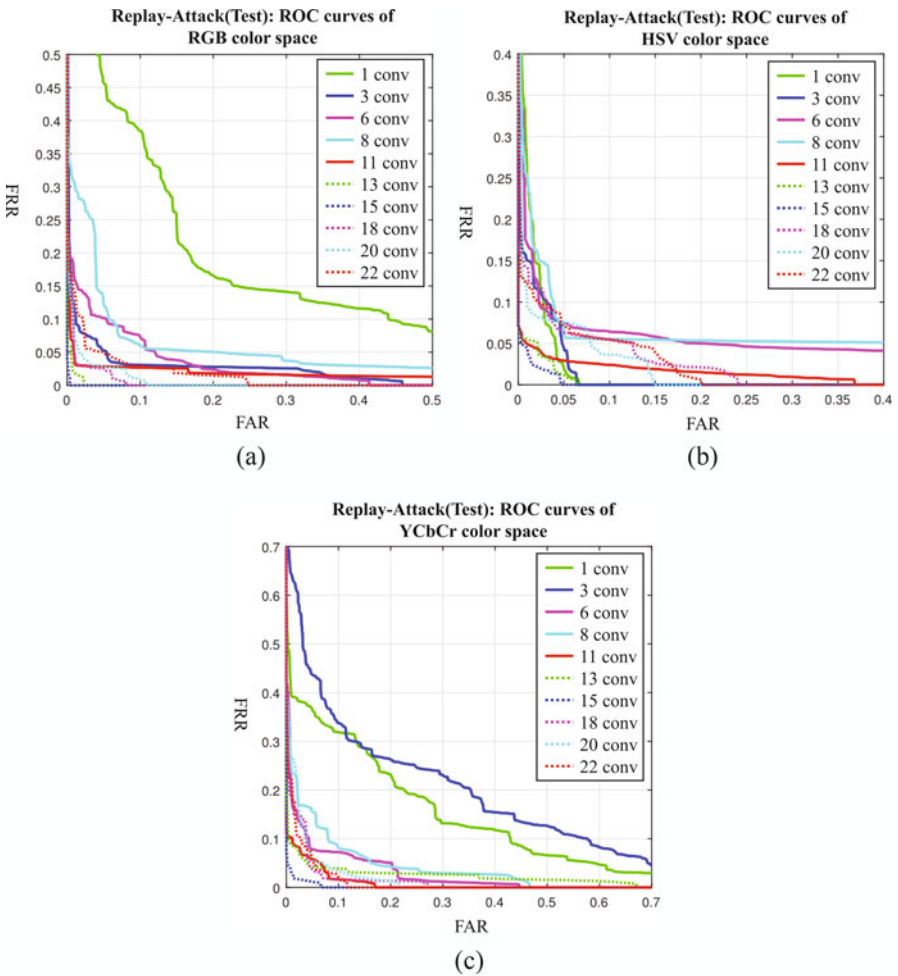 Replay-Attack(Test): ROC curves of
RGB color space
0.5
0.45
0.4
0.35
0.3
0.25
0.2
0.15
0.1
0.05
0
FRR
1 conv
3 conv
6 conv
8 conv
11 conv
13 conv
15 conv
18 conv
20 conv
22 conv
0 0.1 0.2 0.3 0.4 0.5
FAR
(a)
Replay-Attack(Test): ROC curves of
HSV color space
0.4
0.35
0.3
0.25
0.2
0.15
0.1
0.05
0
FRR
1 conv
3 conv
6 conv
8 conv
11 conv
13 conv
15 conv
18 conv
20 conv
22 conv
0 0.05 0.1 0.15 0.2 0.25 0.3 0.35 0.4
FAR
(b)
Replay-Attack(Test): ROC curves of
YCbCr color space
0.7
0.6
0.5
0.4
0.3
0.2
0.1
0
FRR
1 conv
3 conv
6 conv
8 conv
11 conv
13 conv
15 conv
18 conv
20 conv
22 conv
0 0.1 0.2 0.3 0.4 0.5 0.6 0.7
FAR
(c)